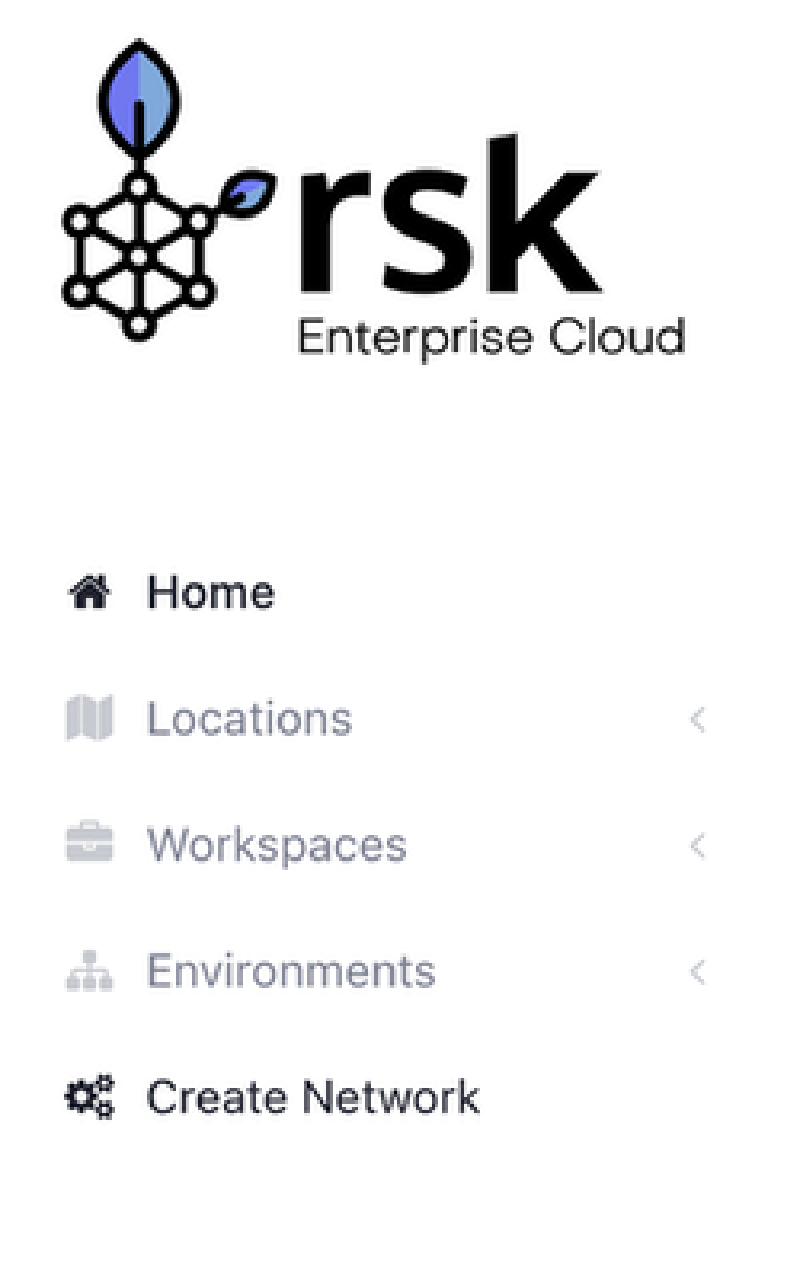 rsk
Enterprise Cloud
Home
Locations
Workspaces
Environments
Create Network